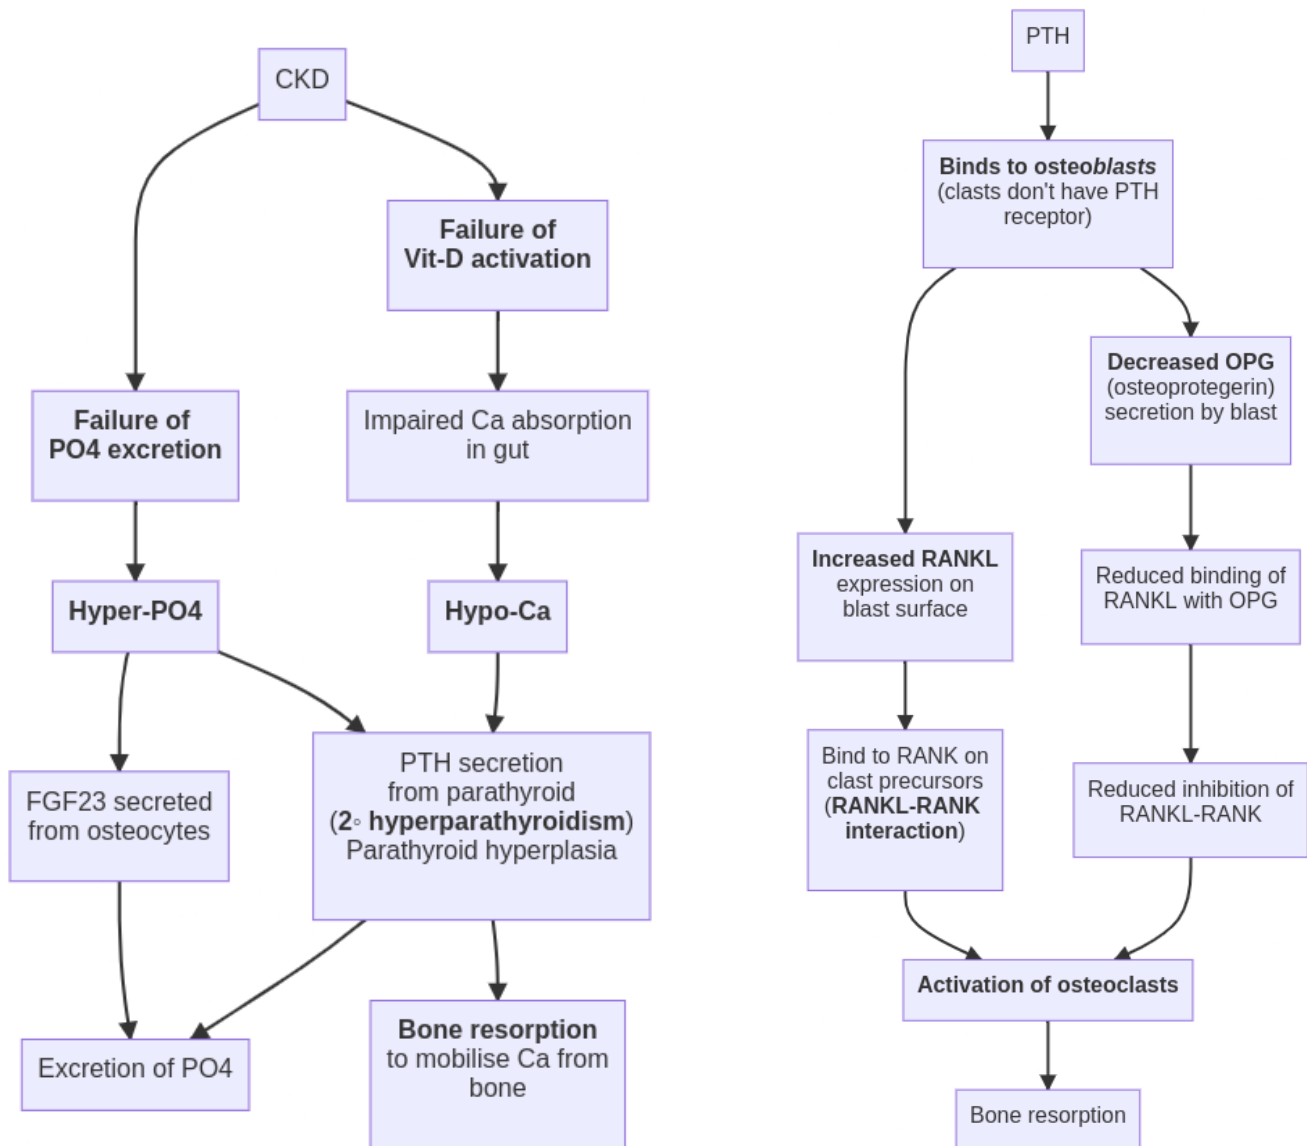 CKD
Failure of
Vit-D activation
Failure of
PO4 excretion
Impaired Ca absorption
in gut
Hyper-PO4
Hypo-Ca
FGF23 secreted
from osteocytes
PTH secretion
from parathyroid
(2◦ hyperparathyroidism)
Parathyroid hyperplasia
Excretion of PO4
Bone resorption
to mobilise Ca from
bone
PTH
Binds to osteoblasts
(clasts don't have PTH
receptor)
Decreased OPG
(osteoprotegerin)
secretion by blast
Increased RANKL
expression on
blast surface
Reduced binding of
RANKL with OPG
Bind to RANK on
clast precursors
(RANKL-RANK
interaction)
Reduced inhibition of
RANKL-RANK
Activation of osteoclasts
Bone resorption